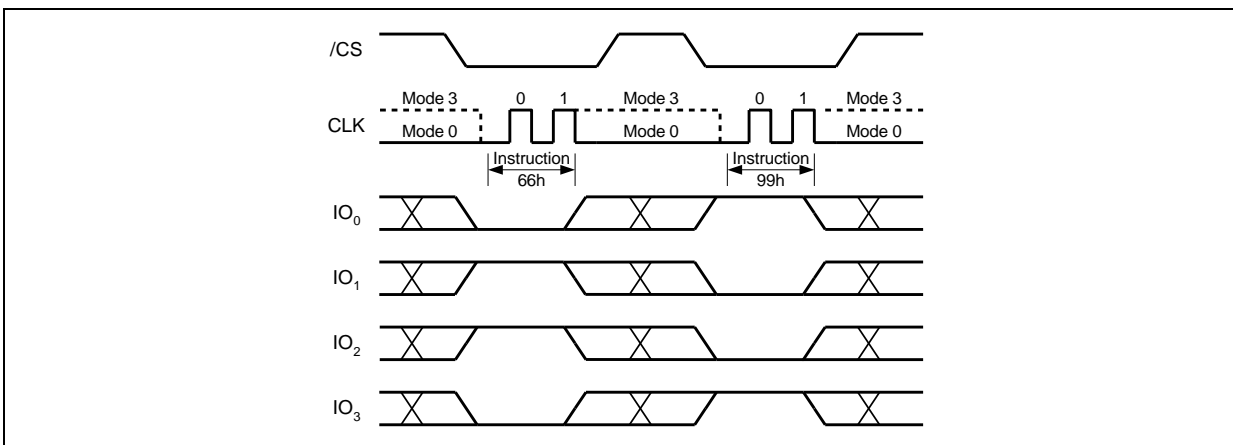 /CS
Mode 3 0 1 Mode 3 0 1 Mode 3
CLK Mode 0 Mode 0 Mode 0
Instruction Instruction
66h 99h
IO0
IO1
IO2
IO3